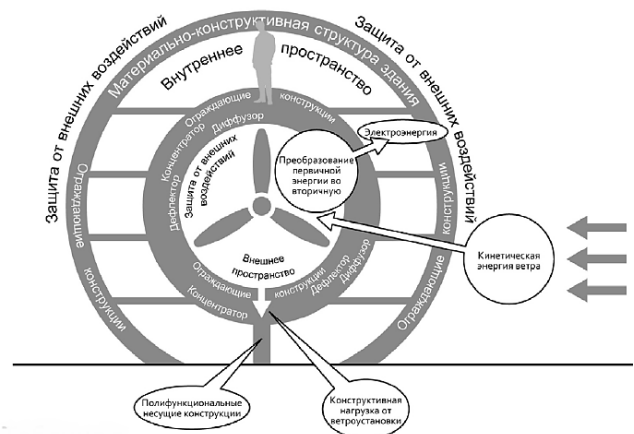 Защита от внешних воздействий
Материально-конструктивная структура здания
Защита от внешних воздействий
Внутреннее пространство
Ограждающие конструкции
Концентратор Диффузор
Дефлектор
Защита от внешних
воздействий
Электроэнергия
Преобразование
первичной
энергии во
вторичную
Ограждающие
конструкции
конструкции
Ограждающие
Кинетическая
энергия ветра
Внешнее
пространство
Ограждающие конструкции
Концентратор
Дефлектор
Диффузор
Полифункциональные
несущие конструкции
Конструктивная
нагрузка от
ветроустановки